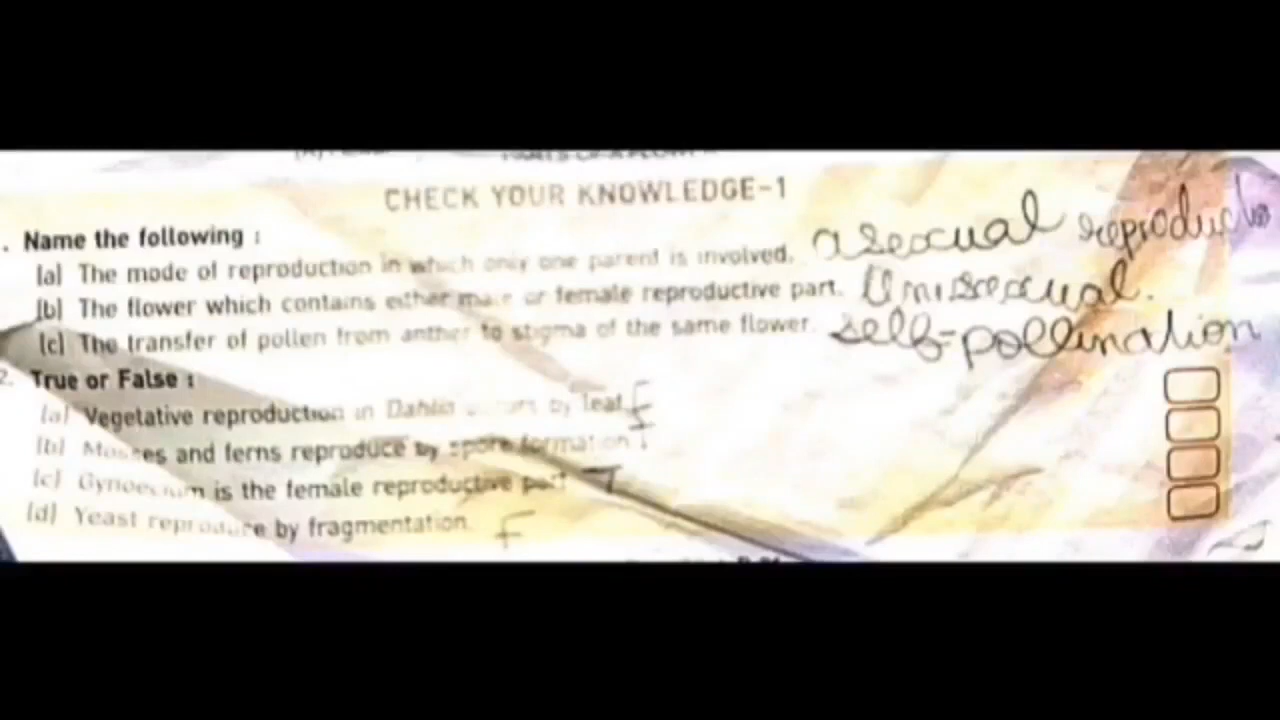 CHECK YOUR KNOWLEDGE-1
. Name the following :
(a) The mode of reproduction in which only one parent is involved. asexual reproductio
(b) The flower which contains either male or female reproductive part. Unisexual.
(c) The transfer of pollen from anther to stigma of the same flower. self-pollination
2. True or False :
(a) Vegetative reproduction in Dahlia occurs by leaf F
(b) Mosses and ferns reproduce by spore formation
(c) Gynoecium is the female reproductive part T
(d) Yeast reproduce by fragmentation. F